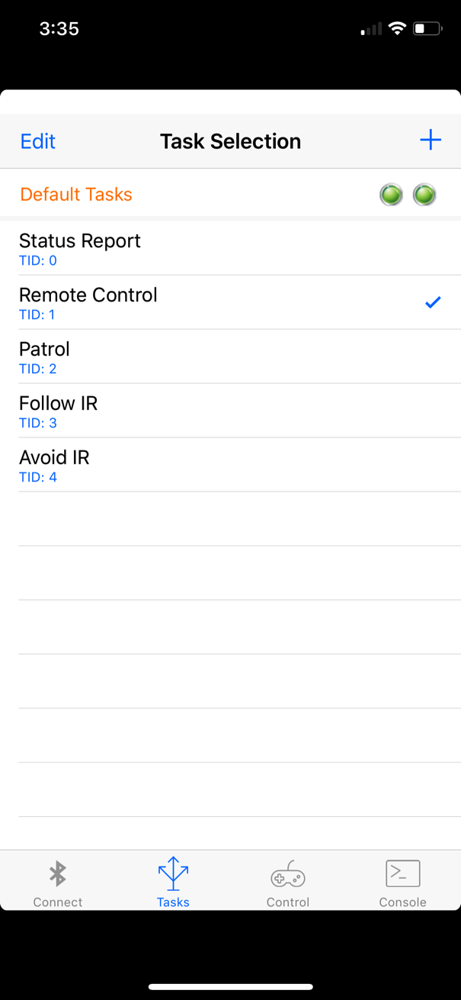 3:35
Edit
Task Selection
Default Tasks
Status Report
TID: 0
Remote Control
TID: 1
Patrol
TID: 2
Follow IR
TID: 3
Avoid IR
TID: 4
Connect
Tasks
Control
Console